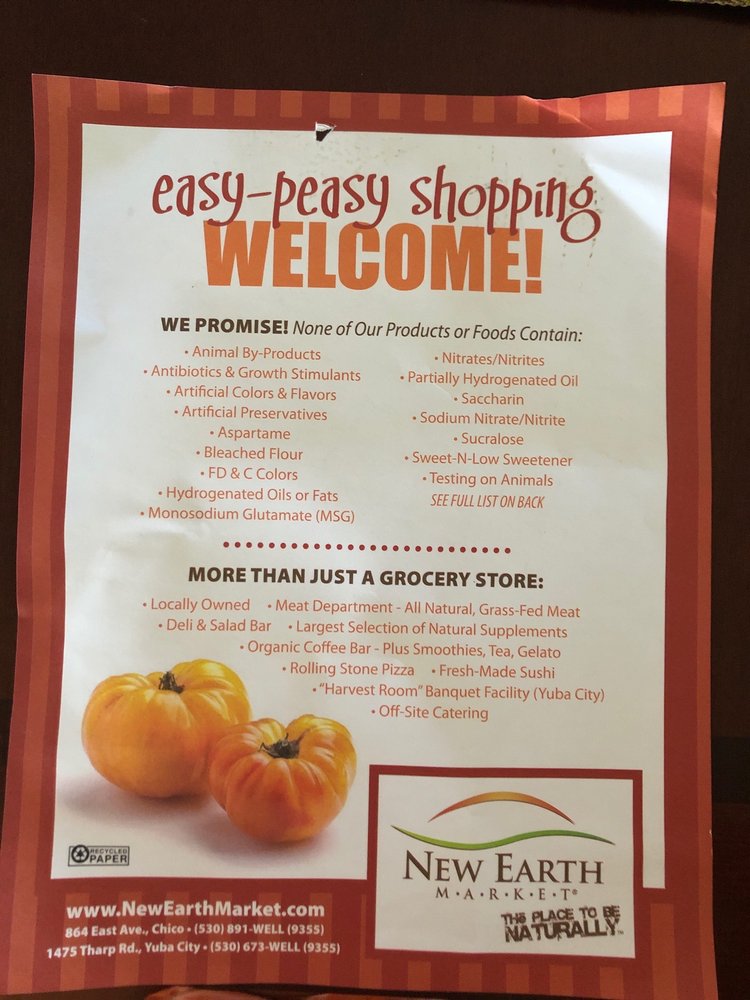 easy-peasy shopping
WELCOME!
WE PROMISE! None of Our Products or Foods Contain:
• Animal By-Products
• Antibiotics & Growth Stimulants
• Artificial Colors & Flavors
• Artificial Preservatives
• Aspartame
• Bleached Flour
• FD & C Colors
• Hydrogenated Oils or Fats
• Monosodium Glutamate (MSG)
• Nitrates/Nitrites
• Partially Hydrogenated Oil
• Saccharin
• Sodium Nitrate/Nitrite
• Sucralose
• Sweet-N-Low Sweetener
• Testing on Animals
SEE FULL LIST ON BACK
MORE THAN JUST A GROCERY STORE:
• Locally Owned • Meat Department - All Natural, Grass-Fed Meat
• Deli & Salad Bar • Largest Selection of Natural Supplements
• Organic Coffee Bar - Plus Smoothies, Tea, Gelato
• Rolling Stone Pizza • Fresh-Made Sushi
• "Harvest Room" Banquet Facility (Yuba City)
• Off-Site Catering
RECYCLED
PAPER
NEW EARTH
M•A•R•K•E•T®
THE PLACE TO BE
NATURALLY™
www.NewEarthMarket.com
864 East Ave., Chico • (530) 891-WELL (9355)
1475 Tharp Rd., Yuba City • (530) 673-WELL (9355)